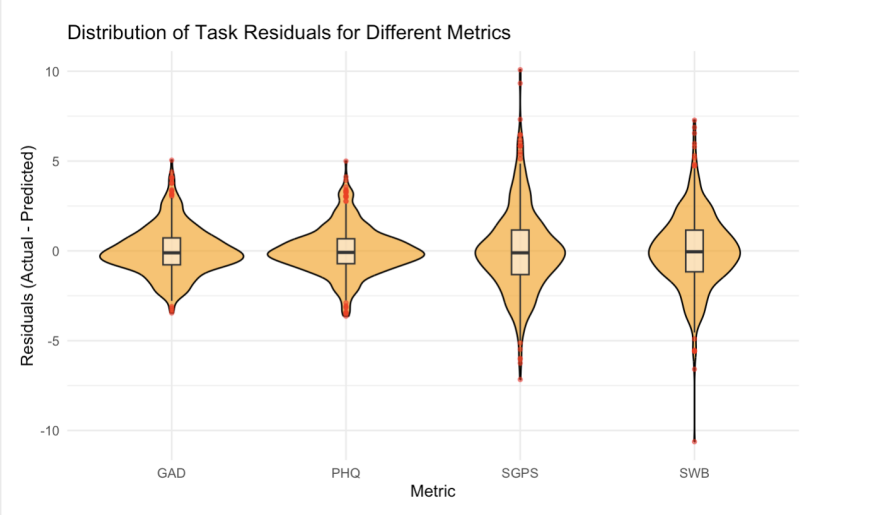 Distribution of Task Residuals for Different Metrics
Residuals (Actual - Predicted)
10
5
0
-5
-10
GAD PHQ SGPS SWB
Metric